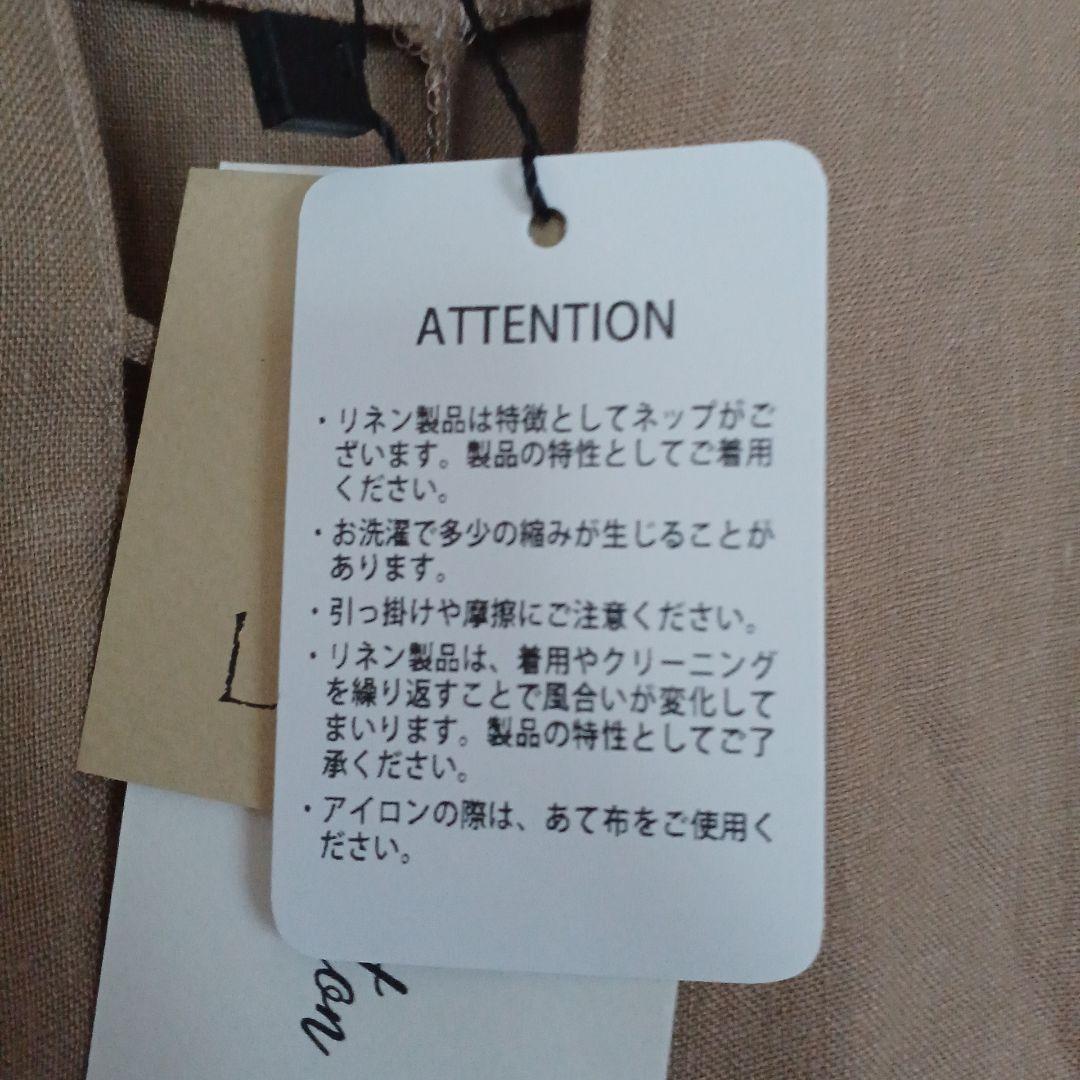 ATTENTION
・リネン製品は特徴としてネップがご
ざいます。製品の特性としてご着用
ください。
・お洗濯で多少の縮みが生じることが
あります。
・引っ掛けや摩擦にご注意ください。
・リネン製品は、着用やクリーニング
を繰り返すことで風合いが変化して
まいります。製品の特性としてご了
承ください。
・アイロンの際は、あて布をご使用く
ださい。